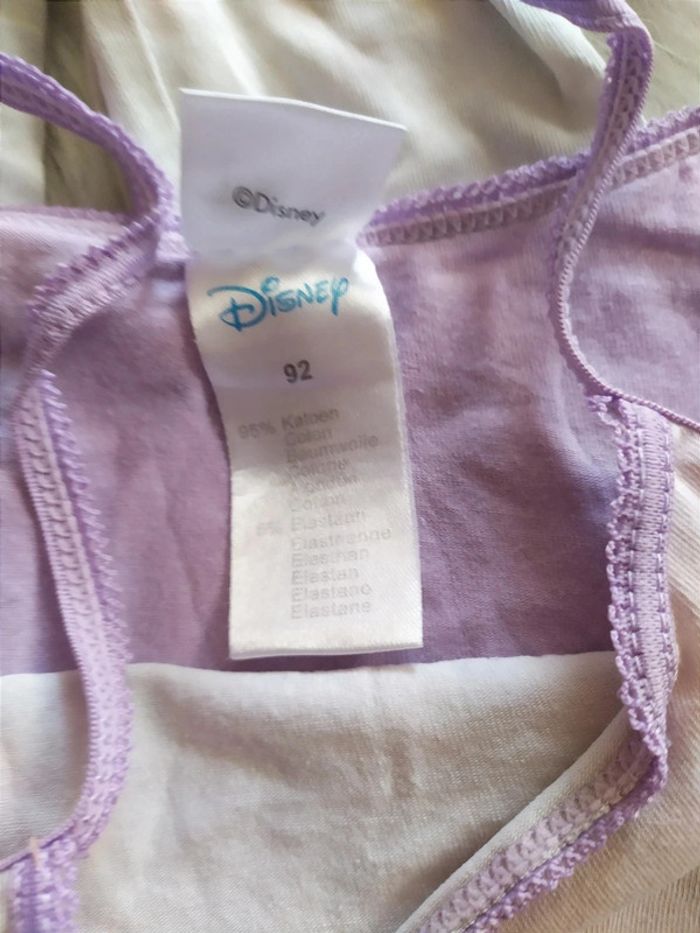 ©Disney
Disney
92
95% Katoen
Coton
Baumwolle
Cotone
Algodón
Cotton
5% Elastaan
Elasthanne
Elasthan
Elastan
Elastano
Elastane